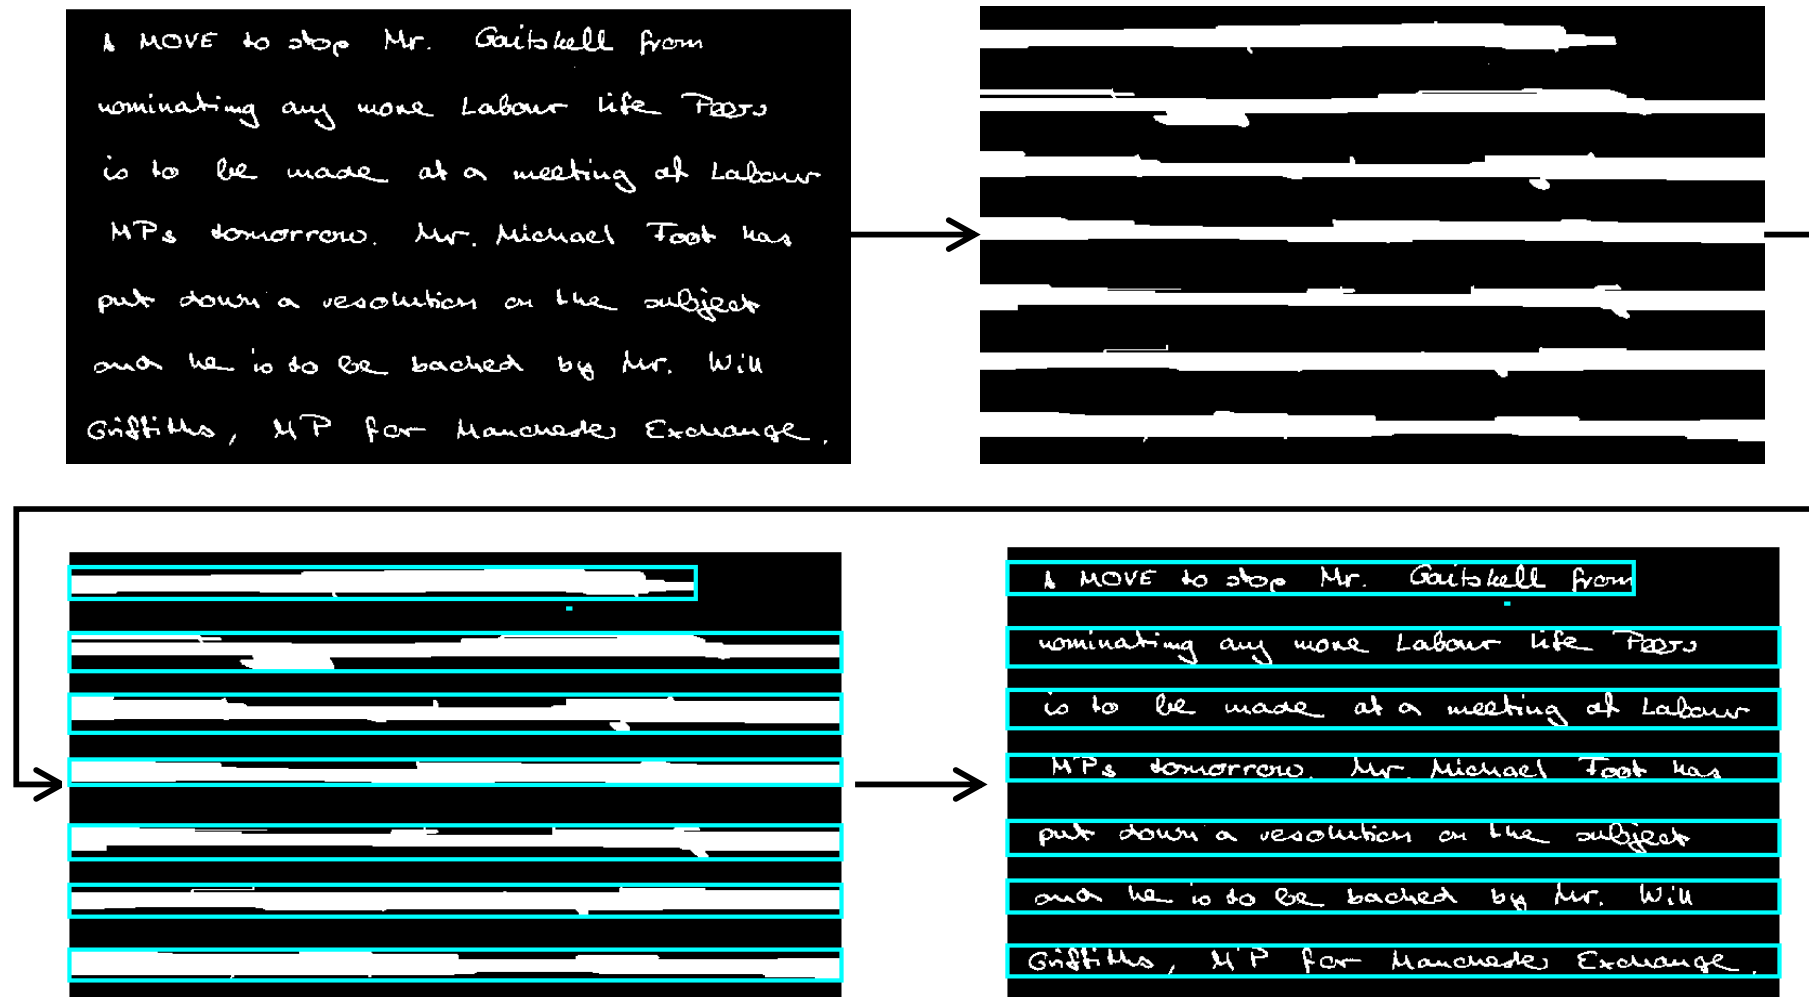 A MOVE to stop Mr. Gaitskell from
nominating any more Labour life Peers
is to be made at a meeting of Labour
MPs tomorrow. Mr. Michael Foot has
put down a resolution on the subject
and he is to be backed by Mr. Will
Griffiths, MP for Manchester Exchange.
A MOVE to stop Mr. Gaitskell from
nominating any more Labour life Peers
is to be made at a meeting of Labour
MPs tomorrow. Mr. Michael Foot has
put down a resolution on the subject
and he is to be backed by Mr. Will
Griffiths, MP for Manchester Exchange.